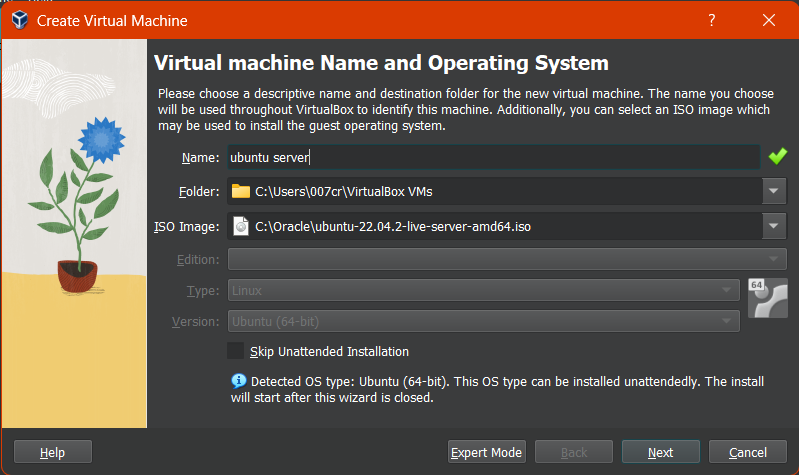 Create Virtual Machine
?
Virtual machine Name and Operating System
Please choose a descriptive name and destination folder for the new virtual machine. The name you choose
will be used throughout VirtualBox to identify this machine. Additionally, you can select an ISO image which
may be used to install the guest operating system.
Name: ubuntu server
Folder: C:\Users\007cr\VirtualBox VMs
ISO Image: C:\Oracle\ubuntu-22.04.2-live-server-amd64.iso
Edition:
Type: Linux
64
Version: Ubuntu (64-bit)
Skip Unattended Installation
Detected OS type: Ubuntu (64-bit). This OS type can be installed unattendedly. The install
will start after this wizard is closed.
Help Expert Mode Back Next Cancel